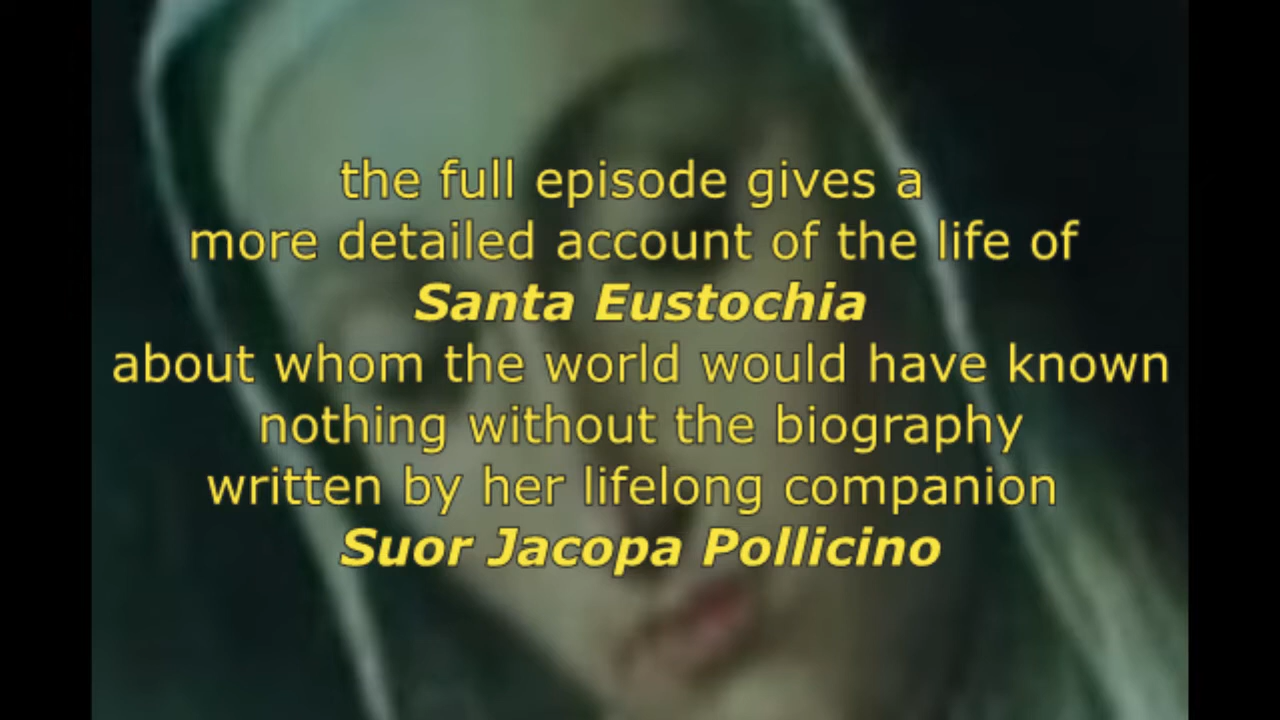 the full episode gives a
more detailed account of the life of
Santa Eustochia
about whom the world would have known
nothing without the biography
written by her lifelong companion
Suor Jacopa Pollicino